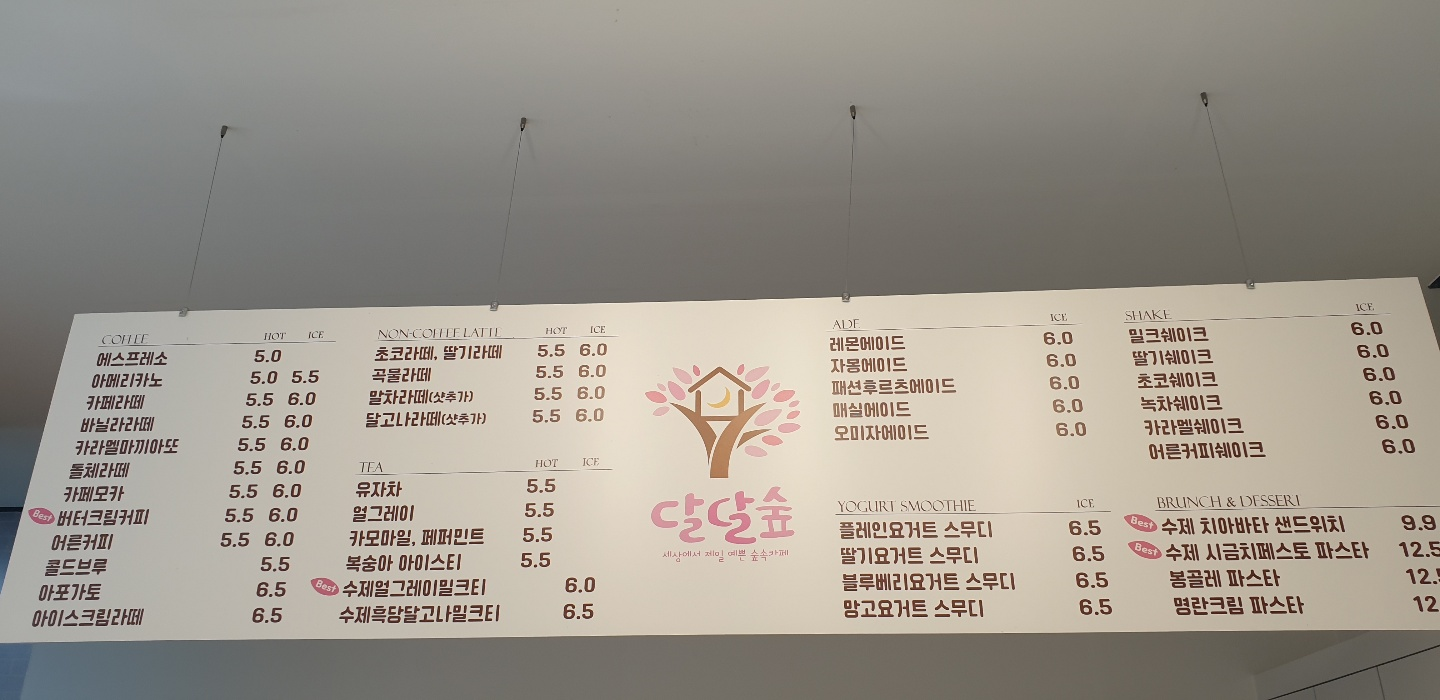 COFFEE HOT ICE
에스프레소 5.0
아메리카노 5.0 5.5
카페라떼 5.5 6.0
바닐라라떼 5.5 6.0
카라멜마끼아또 5.5 6.0
돌체라떼 5.5 6.0
카페모카 5.5 6.0
Best 버터크림커피 5.5 6.0
어른커피 5.5 6.0
콜드브루 5.5
아포가토 6.5
아이스크림라떼 6.5
NON-COFFEE LATTE HOT ICE
초코라떼, 딸기라떼 5.5 6.0
곡물라떼 5.5 6.0
말차라떼(샷추가) 5.5 6.0
달고나라떼(샷추가) 5.5 6.0
TEA HOT ICE
유자차 5.5
얼그레이 5.5
카모마일, 페퍼민트 5.5
복숭아 아이스티 5.5
Best 수제얼그레이밀크티 6.0
수제흑당달고나밀크티 6.5
달달숲
세상에서 제일 예쁜 숲속카페
ADE ICE
레몬에이드 6.0
자몽에이드 6.0
패션후르츠에이드 6.0
매실에이드 6.0
오미자에이드 6.0
YOGURT SMOOTHIE ICE
플레인요거트 스무디 6.5
딸기요거트 스무디 6.5
블루베리요거트 스무디 6.5
망고요거트 스무디 6.5
SHAKE ICE
밀크쉐이크 6.0
딸기쉐이크 6.0
초코쉐이크 6.0
녹차쉐이크 6.0
카라멜쉐이크 6.0
어른커피쉐이크 6.0
BRUNCH & DESSERT
Best 수제 치아바타 샌드위치 9.9
Best 수제 시금치페스토 파스타 12.5
봉골레 파스타 12.5
명란크림 파스타 12